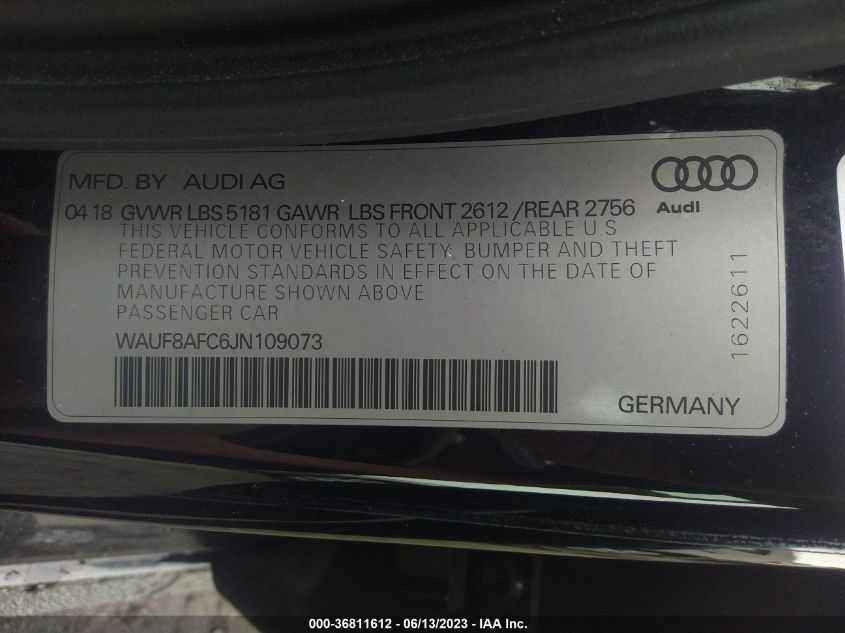 MFD. BY AUDI AG
Audi
04 18 GVWR LBS 5181 GAWR LBS FRONT 2612 /REAR 2756
THIS VEHICLE CONFORMS TO ALL APPLICABLE U S
FEDERAL MOTOR VEHICLE SAFETY, BUMPER AND THEFT
PREVENTION STANDARDS IN EFFECT ON THE DATE OF
MANUFACTURE SHOWN ABOVE
PASSENGER CAR
WAUF8AFC6JN109073
1622611
GERMANY
000-36811612 - 06/13/2023 - IAA Inc.